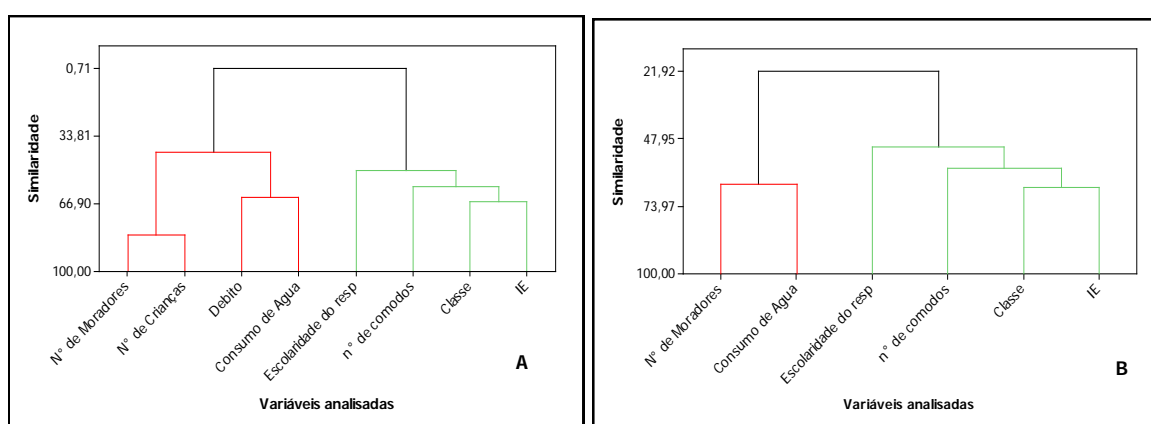 Similaridade
0,71
33,81
66,90
100,00
N° de Moradores
N° de Crianças
Debito
Consumo de Agua
Escolaridade do resp
n° de comodos
Classe
IE
A
Variáveis analisadas
Similaridade
21,92
47,95
73,97
100,00
N° de Moradores
Consumo de Agua
Escolaridade do resp
n° de comodos
Classe
IE
B
Variáveis analisadas